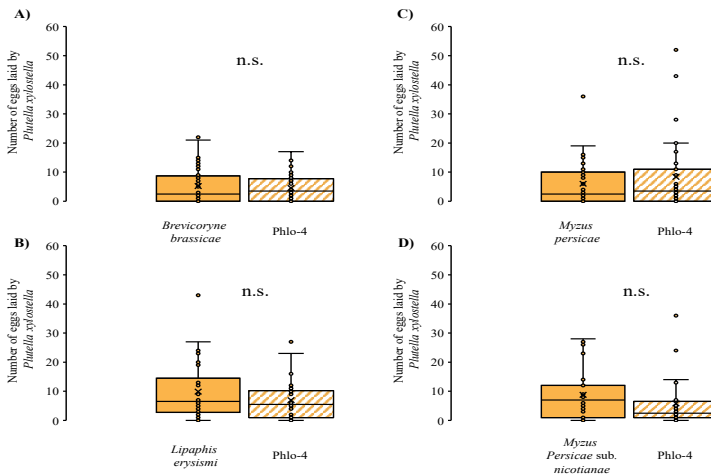 A)
Number of eggs laid by
Plutella xylostella
60
50
40
30
20
10
0
n.s.
Brevicoryne
brassicae
Phlo-4
C)
Number of eggs laid by
Plutella xylostella
60
50
40
30
20
10
0
n.s.
Myzus
persicae
Phlo-4
B)
Number of eggs laid by
Plutella xylostella
60
50
40
30
20
10
0
n.s.
Lipaphis
erysismi
Phlo-4
D)
Number of eggs laid by
Plutella xylostella
60
50
40
30
20
10
0
n.s.
Myzus
Persicae sub.
nicotianae
Phlo-4